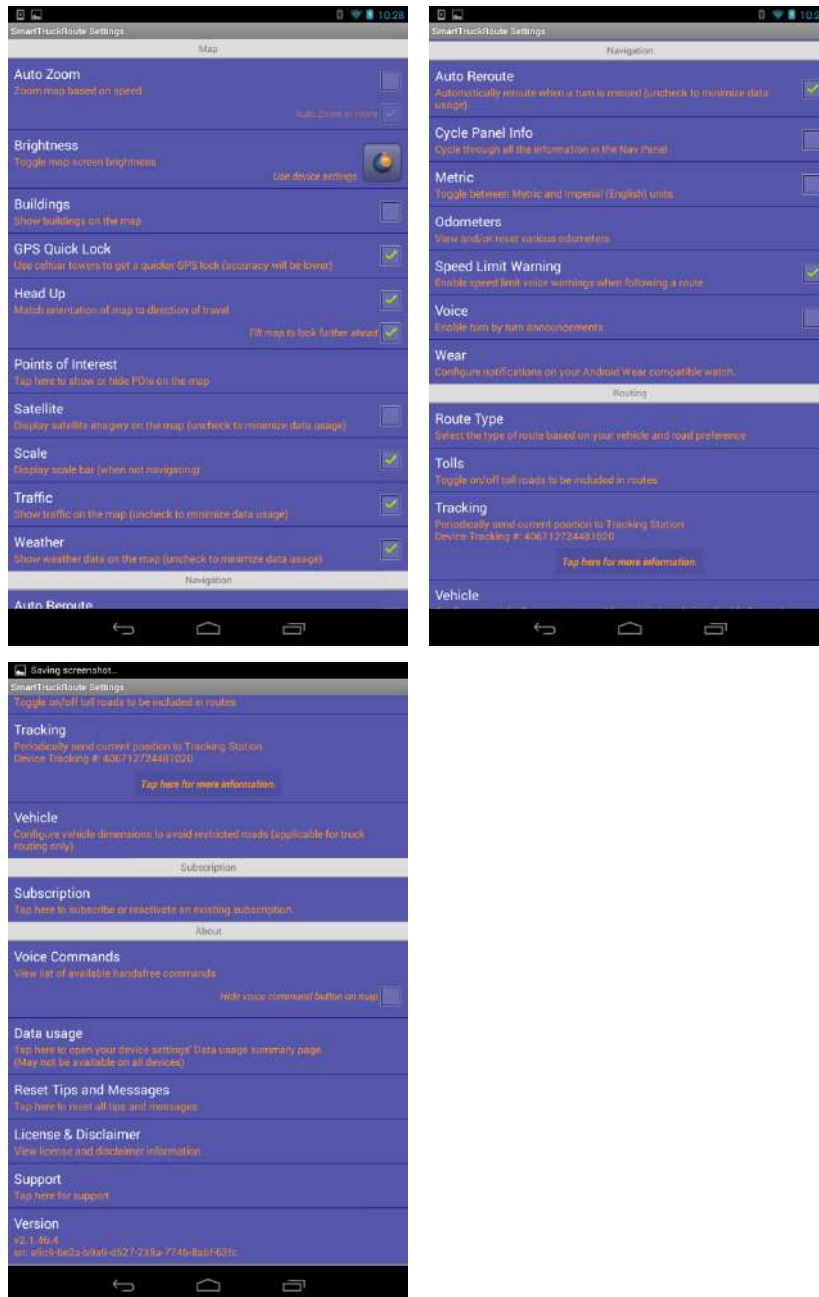 10:28
SmartTruckRoute Settings
Map
Auto Zoom
Zoom map based on speed
Auto Zoom in more
Brightness
Toggle map screen brightness
Use device settings
Buildings
Show buildings on the map
GPS Quick Lock
Use celluar towers to get a quicker GPS lock (accuracy will be lower)
Head Up
Match orientation of map to direction of travel
Tilt map to look further ahead
Points of Interest
Tap here to show or hide POIs on the map
Satellite
Display satellite imagery on the map (uncheck to minimize data usage)
Scale
Display scale bar (when not navigating)
Traffic
Show traffic on the map (uncheck to minimize data usage)
Weather
Show weather data on the map (uncheck to minimize data usage)
Navigation
Auto Reroute
10:2
SmartTruckRoute Settings
Navigation
Auto Reroute
Automatically reroute when a turn is missed (uncheck to minimize data
usage)
Cycle Panel Info
Cycle through all the information in the Nav Panel
Metric
Toggle between Metric and Imperial (English) units
Odometers
View and/or reset various odometers
Speed Limit Warning
Enable speed limit voice warnings when following a route
Voice
Enable turn by turn announcements
Wear
Configure notifications on your Android Wear compatible watch.
Routing
Route Type
Select the type of route based on your vehicle and road preference
Tolls
Toggle on/off toll roads to be included in routes
Tracking
Periodically send current position to Tracking Station
Device Tracking #: 406712724481020
Tap here for more information.
Vehicle
Saving screenshot...
SmartTruckRoute Settings
Toggle on/off toll roads to be included in routes
Tracking
Periodically send current position to Tracking Station
Device Tracking #: 406712724481020
Tap here for more information.
Vehicle
Configure vehicle dimensions to avoid restricted roads (applicable for truck
routing only)
Subscription
Subscription
Tap here to subscribe or reactivate an existing subscription
About
Voice Commands
View list of available handsfree commands
Hide voice command button on map
Data usage
Tap here to open your device settings' Data usage summary page.
(May not be available on all devices)
Reset Tips and Messages
Tap here to reset all tips and messages
License & Disclaimer
View license and disclaimer information
Support
Tap here for support
Version
v2.1.46.4
sn: